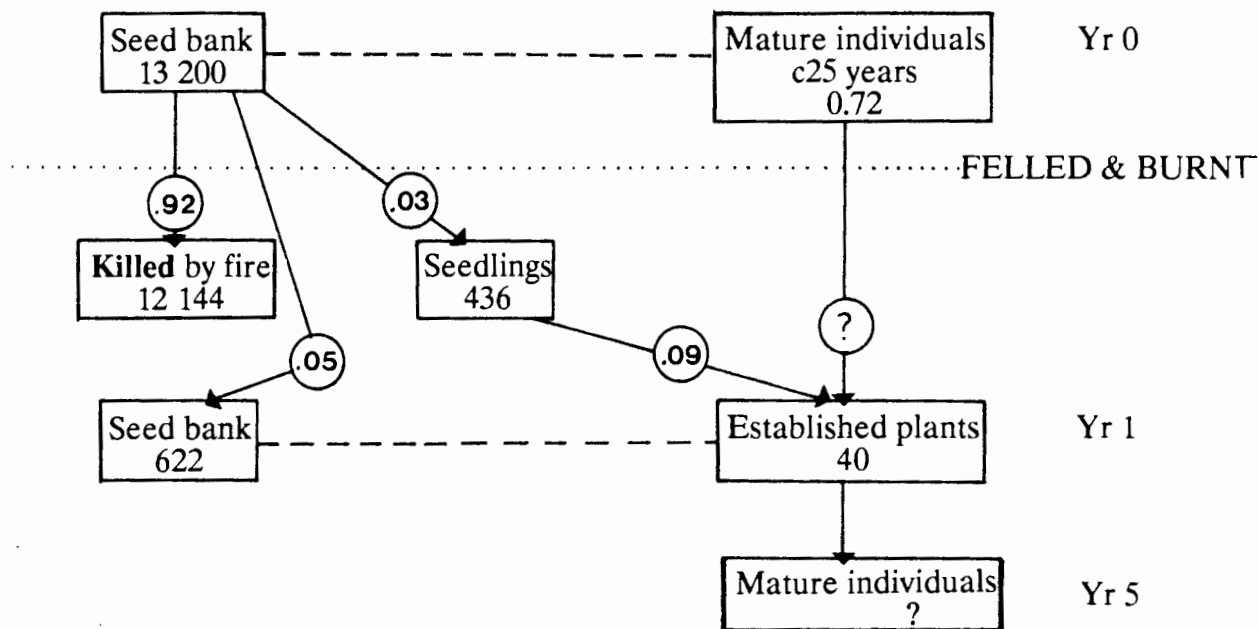 Seed bank
13 200
Mature individuals
c25 years
0.72
Yr 0
FELLED & BURNT
.92
.03
Killed by fire
12 144
Seedlings
436
?
.09
.05
Seed bank
622
Established plants
40
Yr 1
Mature individuals
?
Yr 5